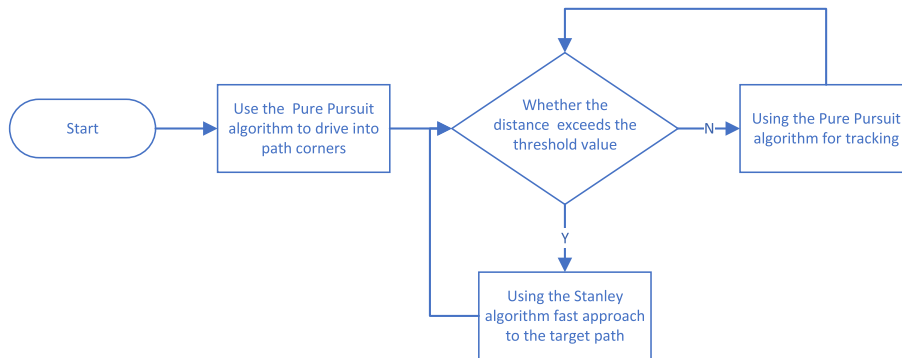 Start
Use the Pure Pursuit
algorithm to drive into
path corners
Whether the
distance exceeds the
threshold value
N
Using the Pure Pursuit
algorithm for tracking
Y
Using the Stanley
algorithm fast approach
to the target path